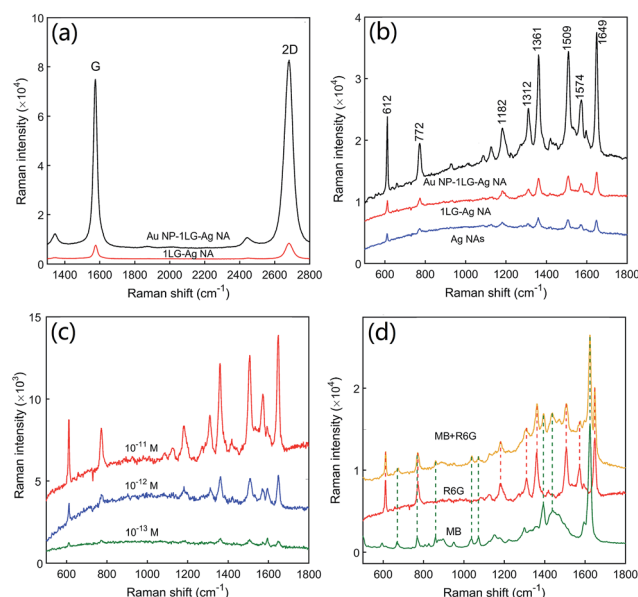 (a)
G
2D
Au NP-1LG-Ag NA
1LG-Ag NA
10
8
6
4
2
0
1400 1600 1800 2000 2200 2400 2600 2800
Raman shift (cm⁻¹)
Raman intensity (×10⁴)
(b)
612
772
1182
1312
1361
1509
1574
1649
Au NP-1LG-Ag NA
1LG-Ag NA
Ag NAs
4
3
2
1
0
600 800 1000 1200 1400 1600 1800
Raman shift (cm⁻¹)
Raman intensity (×10⁴)
(c)
10⁻¹¹ M
10⁻¹² M
10⁻¹³ M
15
10
5
0
600 800 1000 1200 1400 1600 1800
Raman shift (cm⁻¹)
Raman intensity (×10³)
(d)
MB+R6G
R6G
MB
2
1
0
600 800 1000 1200 1400 1600 1800
Raman shift (cm⁻¹)
Raman intensity (×10⁴)